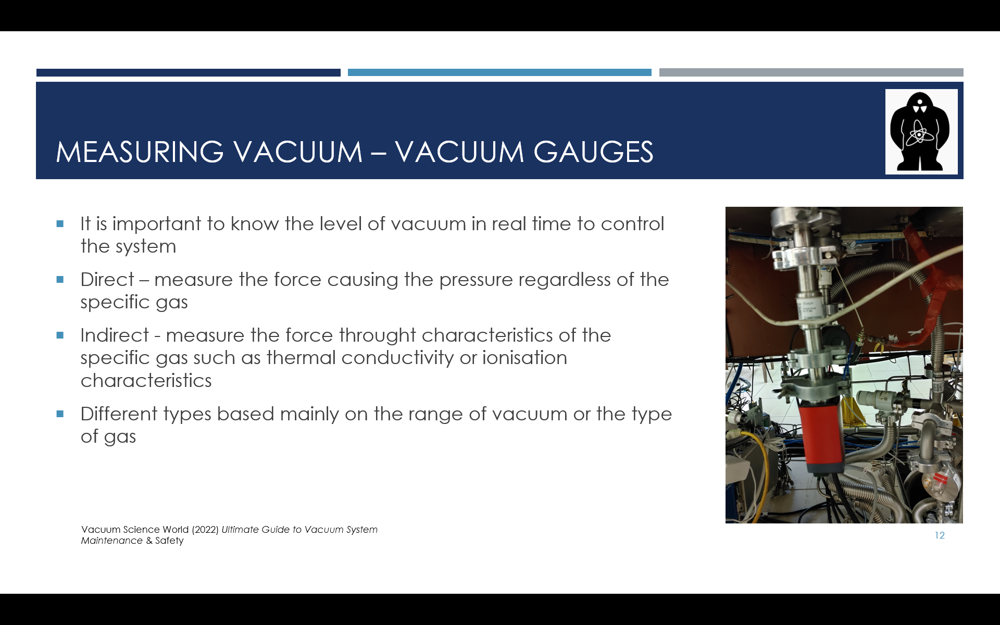 MEASURING VACUUM – VACUUM GAUGES
It is important to know the level of vacuum in real time to control
the system
Direct – measure the force causing the pressure regardless of the
specific gas
Indirect - measure the force throught characteristics of the
specific gas such as thermal conductivity or ionisation
characteristics
Different types based mainly on the range of vacuum or the type
of gas
Vacuum Science World (2022) Ultimate Guide to Vacuum System
Maintenance & Safety
12